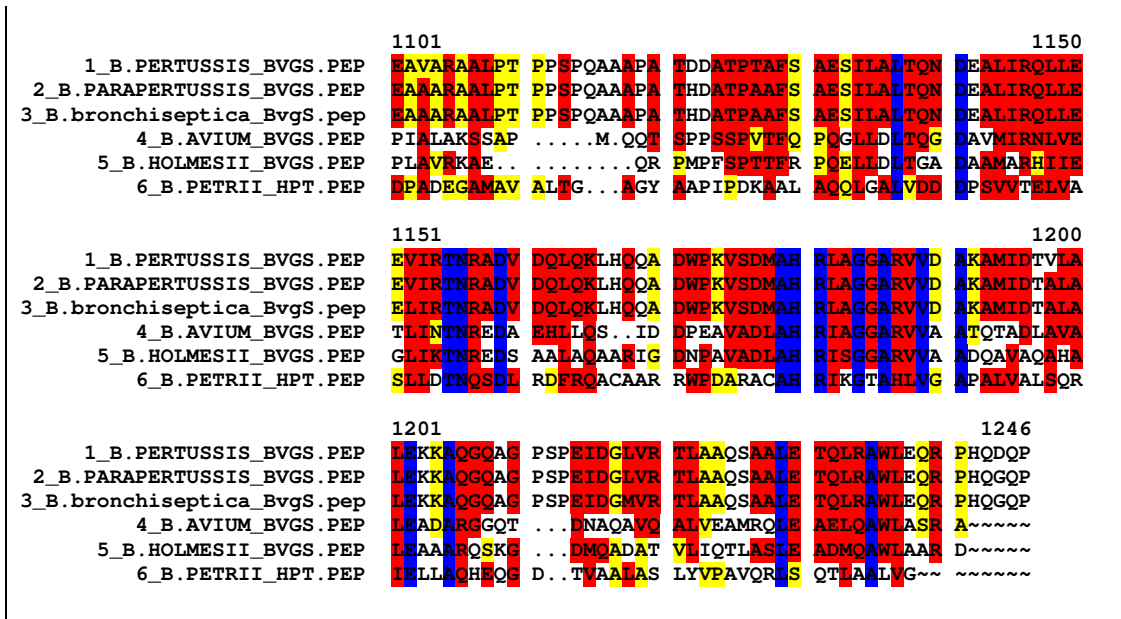 1101 1150
1_B.PERTUSSIS_BVGS.PEP EAVARAALPT PPSPQAAAPA TDDATPTAFS AESILALTQN DEALIRQLLE
2_B.PARAPERTUSSIS_BVGS.PEP EAAARAALPT PPSPQAAAPA THDATPAAFS AESILALTQN DEALIRQLLE
3_B.bronchiseptica_BvgS.pep EAAARAALPT PPSPQAAAPA THDATPAAFS AESILALTQN DEALIRQLLE
4_B.AVIUM_BVGS.PEP PIALAKSSAP .....M.QQT SPPSSPVTFQ PQGLLDLTQG DAVMIRNLVE
5_B.HOLMESII_BVGS.PEP PLAVRKAE.. ........QR PMPFSPTTFR PQELLDLTGA DAAMARHIIE
6_B.PETRII_HPT.PEP DPADEGAMAV ALTG...AGY AAPIPDKAAL AQQLGALVDD DPSVVTELVA
1151 1200
1_B.PERTUSSIS_BVGS.PEP EVIRTNRADV DQLQKLHQQA DWPKVSDMAH RLAGGARVVD AKAMIDTVLA
2_B.PARAPERTUSSIS_BVGS.PEP EVIRTNRADV DQLQKLHQQA DWPKVSDMAH RLAGGARVVD AKAMIDTALA
3_B.bronchiseptica_BvgS.pep ELIRTNRADV DQLQKLHQQA DWPKVSDMAH RLAGGARVVD AKAMIDTALA
4_B.AVIUM_BVGS.PEP TLINTNREDA EHLLQS..ID DPEAVADLAH RIAGGARVVA ATQTADLAVA
5_B.HOLMESII_BVGS.PEP GLIKTNREDS AALAQAARIG DNPAVADLAH RISGGARVVA ADQAVAQAHA
6_B.PETRII_HPT.PEP SLLDTNQSDL RDFRQACAAR RWPDARACAH RIKGTAHLVG APALVALSQR
1201 1246
1_B.PERTUSSIS_BVGS.PEP LEKKAQGQAG PSPEIDGLVR TLAAQSAALE TQLRAWLEQR PHQDQP
2_B.PARAPERTUSSIS_BVGS.PEP LEKKAQGQAG PSPEIDGLVR TLAAQSAALE TQLRAWLEQR PHQGQP
3_B.bronchiseptica_BvgS.pep LEKKAQGQAG PSPEIDGMVR TLAAQSAALE TQLRAWLEQR PHQGQP
4_B.AVIUM_BVGS.PEP LEADARGGQT ...DNAQAVQ ALVEAMRQLE AELQAWLASR A~~~~~
5_B.HOLMESII_BVGS.PEP LEAAARQSKG ...DMQADAT VLIQTLASLE ADMQAWLAAR D~~~~~
6_B.PETRII_HPT.PEP IELLAQHEQG D..TVAALAS LYVPAVQRLS QTLAALVG~~ ~~~~~~